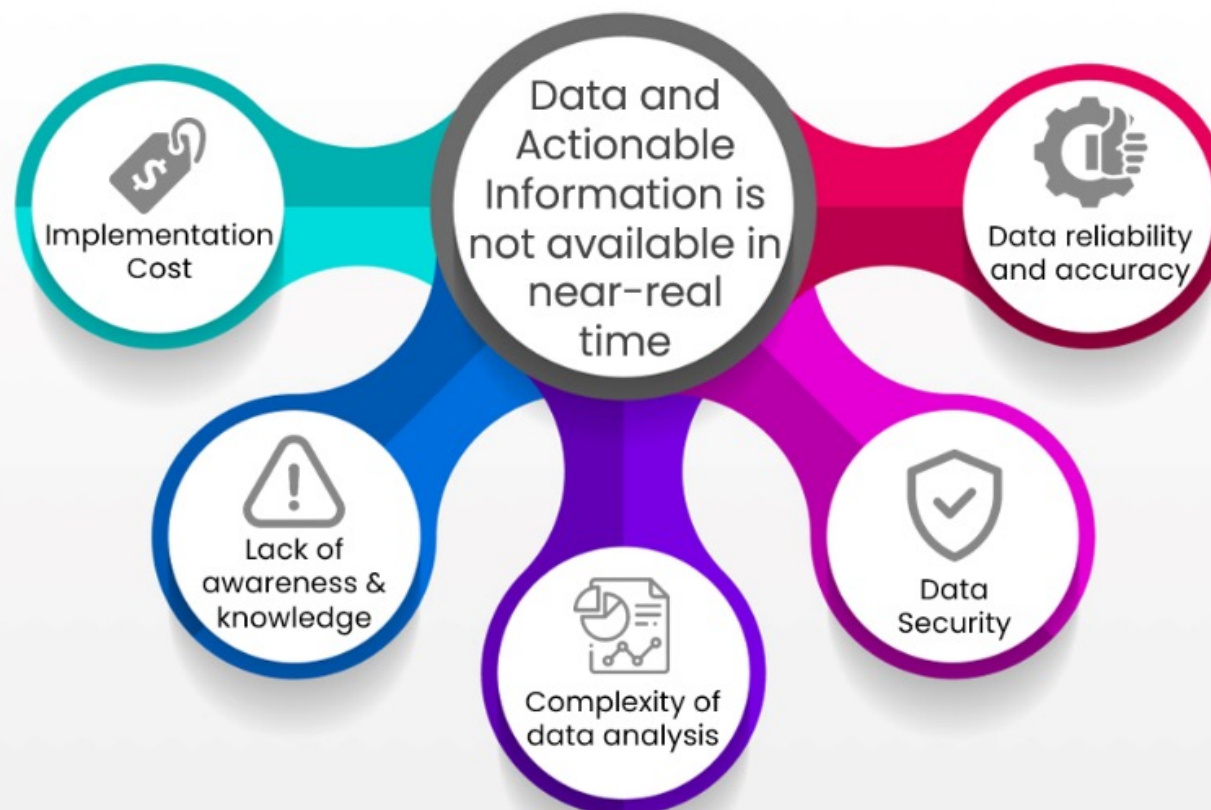 Data and
Actionable
Information is
not available in
near-real
time
Implementation
Cost
$
Lack of
awareness &
knowledge
!
Complexity of
data analysis
Data
Security
Data reliability
and accuracy